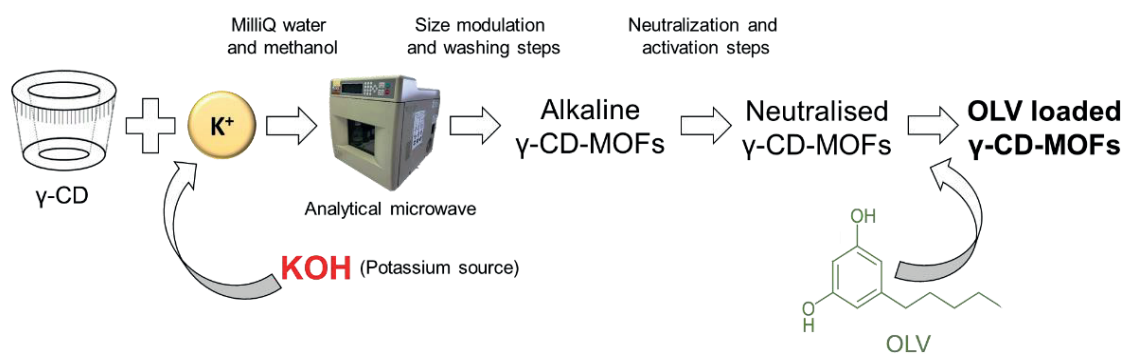 MilliQ water
and methanol
Size modulation
and washing steps
Neutralization and
activation steps
γ-CD
K⁺
Analytical microwave
Alkaline
γ-CD-MOFs
Neutralised
γ-CD-MOFs
OLV loaded
γ-CD-MOFs
KOH (Potassium source)
OH
HO
OLV